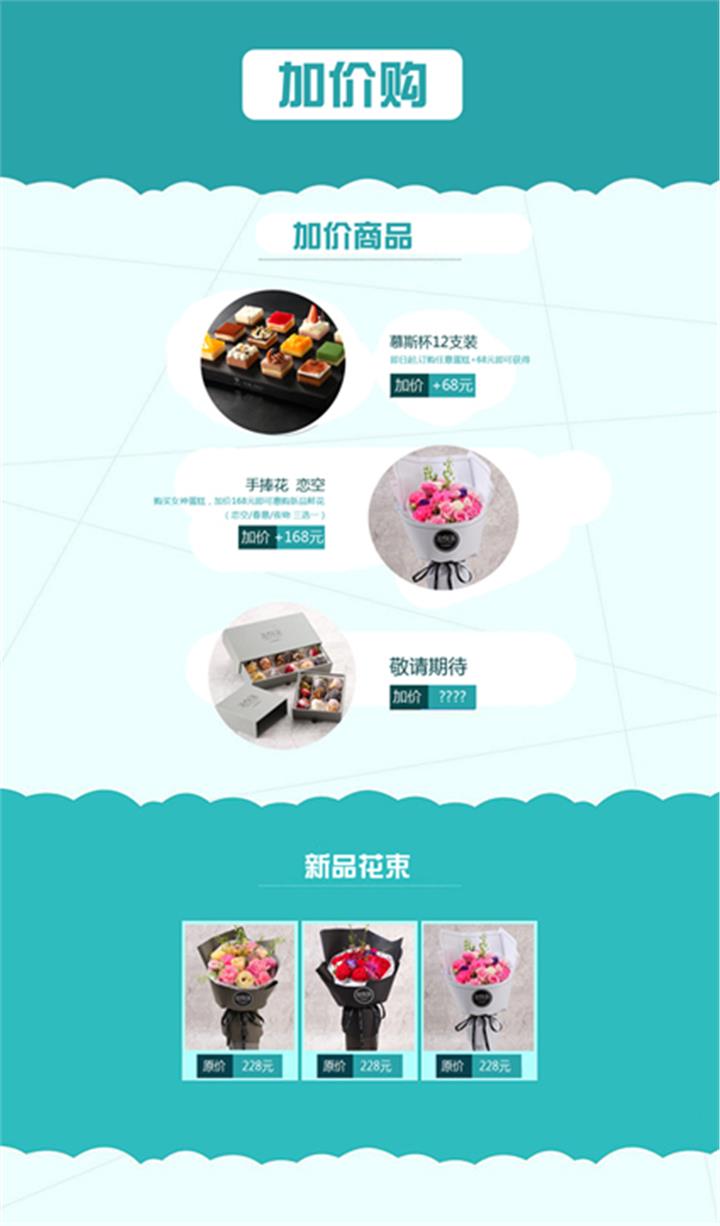 加价购
加价商品
慕斯杯12支装
即日起,订购任意蛋糕+68元即可获得
加价 +68元
手捧花 恋空
购买女神蛋糕，加价168元即可惠购新品鲜花
（恋空/春意/夜吻 三选一）
加价 +168元
敬请期待
加价 ????
新品花束
原价 228元
原价 228元
原价 228元